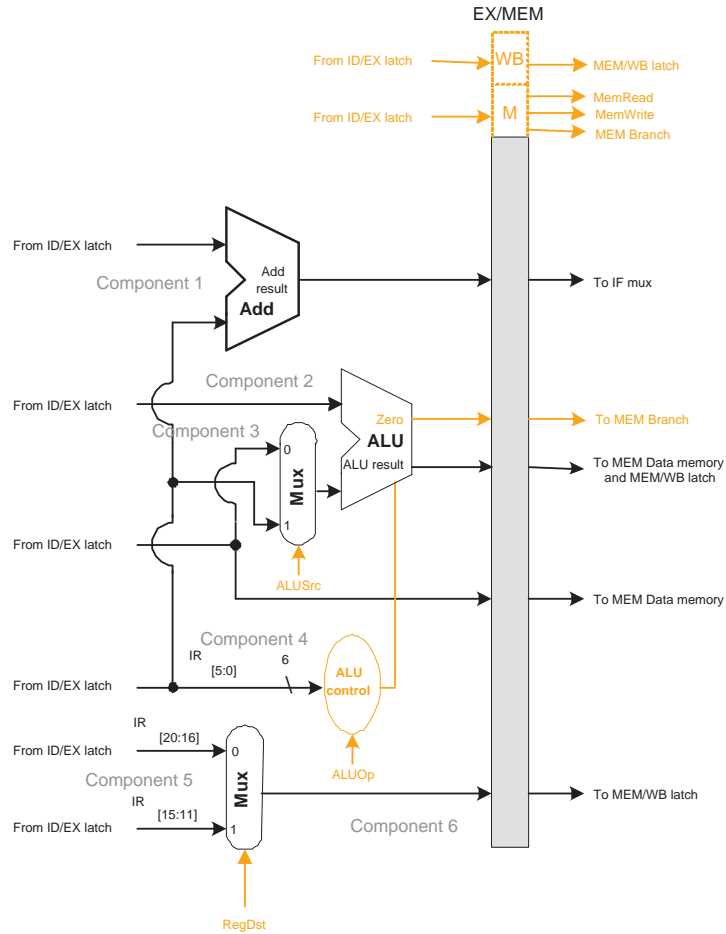 EX/MEM
From ID/EX latch
WB
MEM/WB latch
From ID/EX latch
M
MemRead
MemWrite
MEM Branch
From ID/EX latch
Component 1
Add
result
Add
To IF mux
Component 2
From ID/EX latch
Component 3
Zero
ALU
ALU result
To MEM Branch
0
Mux
1
To MEM Data memory
and MEM/WB latch
From ID/EX latch
ALUSrc
To MEM Data memory
Component 4
IR
[5:0]
6
From ID/EX latch
ALU
control
ALUOp
IR
[20:16]
From ID/EX latch
0
Component 5
Mux
IR
[15:11]
From ID/EX latch
1
To MEM/WB latch
Component 6
RegDst